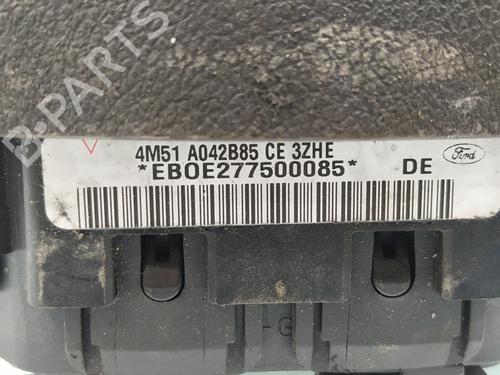 B-PARTS
4M51 A042B85 CE 3ZHE
*EBOE277500085* DE
Ford
-G